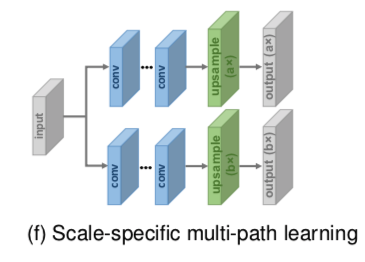 input
conv
...
conv
upsample
(a×)
output (a×)
conv
...
conv
upsample
(b×)
output (b×)
(f) Scale-specific multi-path learning